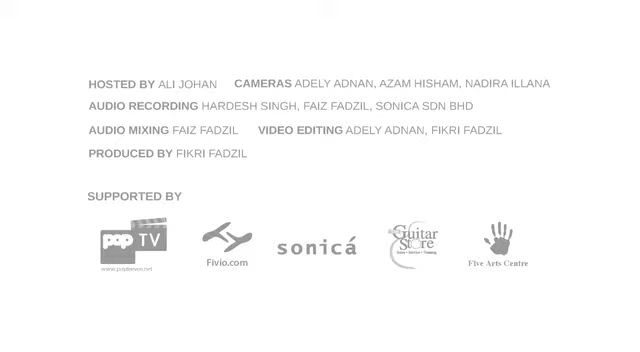 HOSTED BY ALI JOHAN CAMERAS ADELY ADNAN, AZAM HISHAM, NADIRA ILLANA
AUDIO RECORDING HARDESH SINGH, FAIZ FADZIL, SONICA SDN BHD
AUDIO MIXING FAIZ FADZIL VIDEO EDITING ADELY ADNAN, FIKRI FADZIL
PRODUCED BY FIKRI FADZIL
SUPPORTED BY
pop TV
Fivio.com
sonicá
Guitar
Store
Five Arts Centre